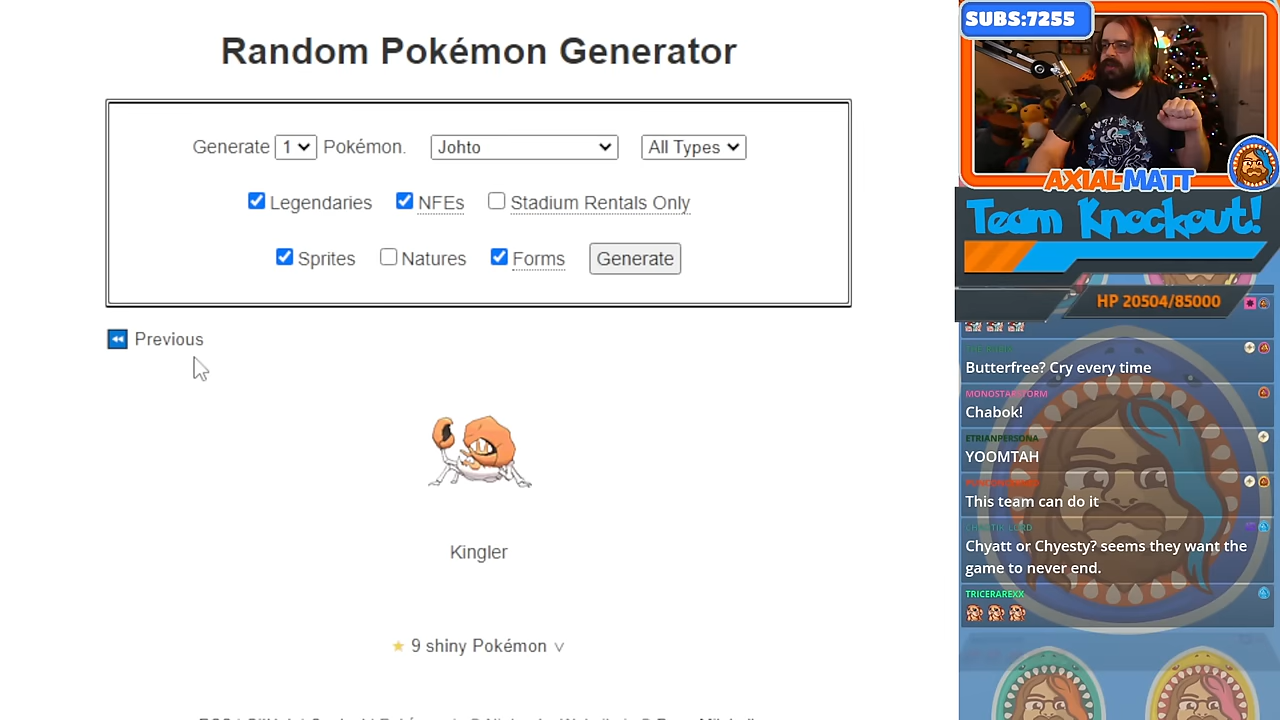 Random Pokémon Generator
Generate 1 Pokémon. Johto All Types
Legendaries NFEs Stadium Rentals Only
Sprites Natures Forms Generate
Previous
Kingler
9 shiny Pokémon
SUBS:7255
AXIALMATT
Team Knockout!
HP 20504/85000
Butterfree? Cry every time
MONOSTARSTORM
Chabok!
ETRIANPERSONA
YOOMTAH
This team can do it
Chyatt or Chyesty? seems they want the
game to never end.
TRICERAREXX